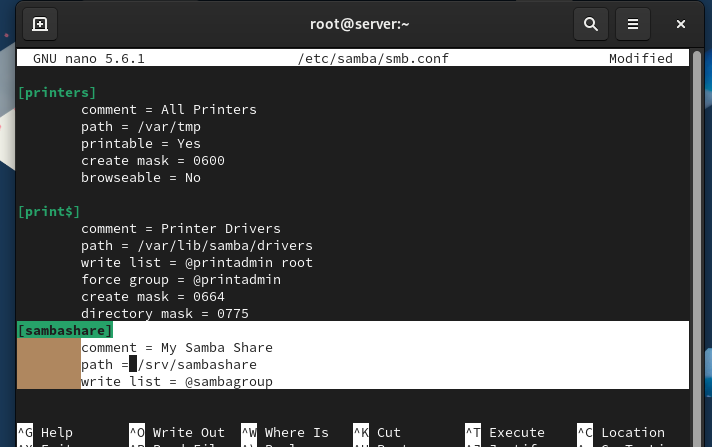 root@server:~
GNU nano 5.6.1 /etc/samba/smb.conf Modified
[printers]
comment = All Printers
path = /var/tmp
printable = Yes
create mask = 0600
browseable = No
[print$]
comment = Printer Drivers
path = /var/lib/samba/drivers
write list = @printadmin root
force group = @printadmin
create mask = 0664
directory mask = 0775
[sambashare]
comment = My Samba Share
path = /srv/sambashare
write list = @sambagroup
^G Help ^O Write Out ^W Where Is ^K Cut ^T Execute ^C Location